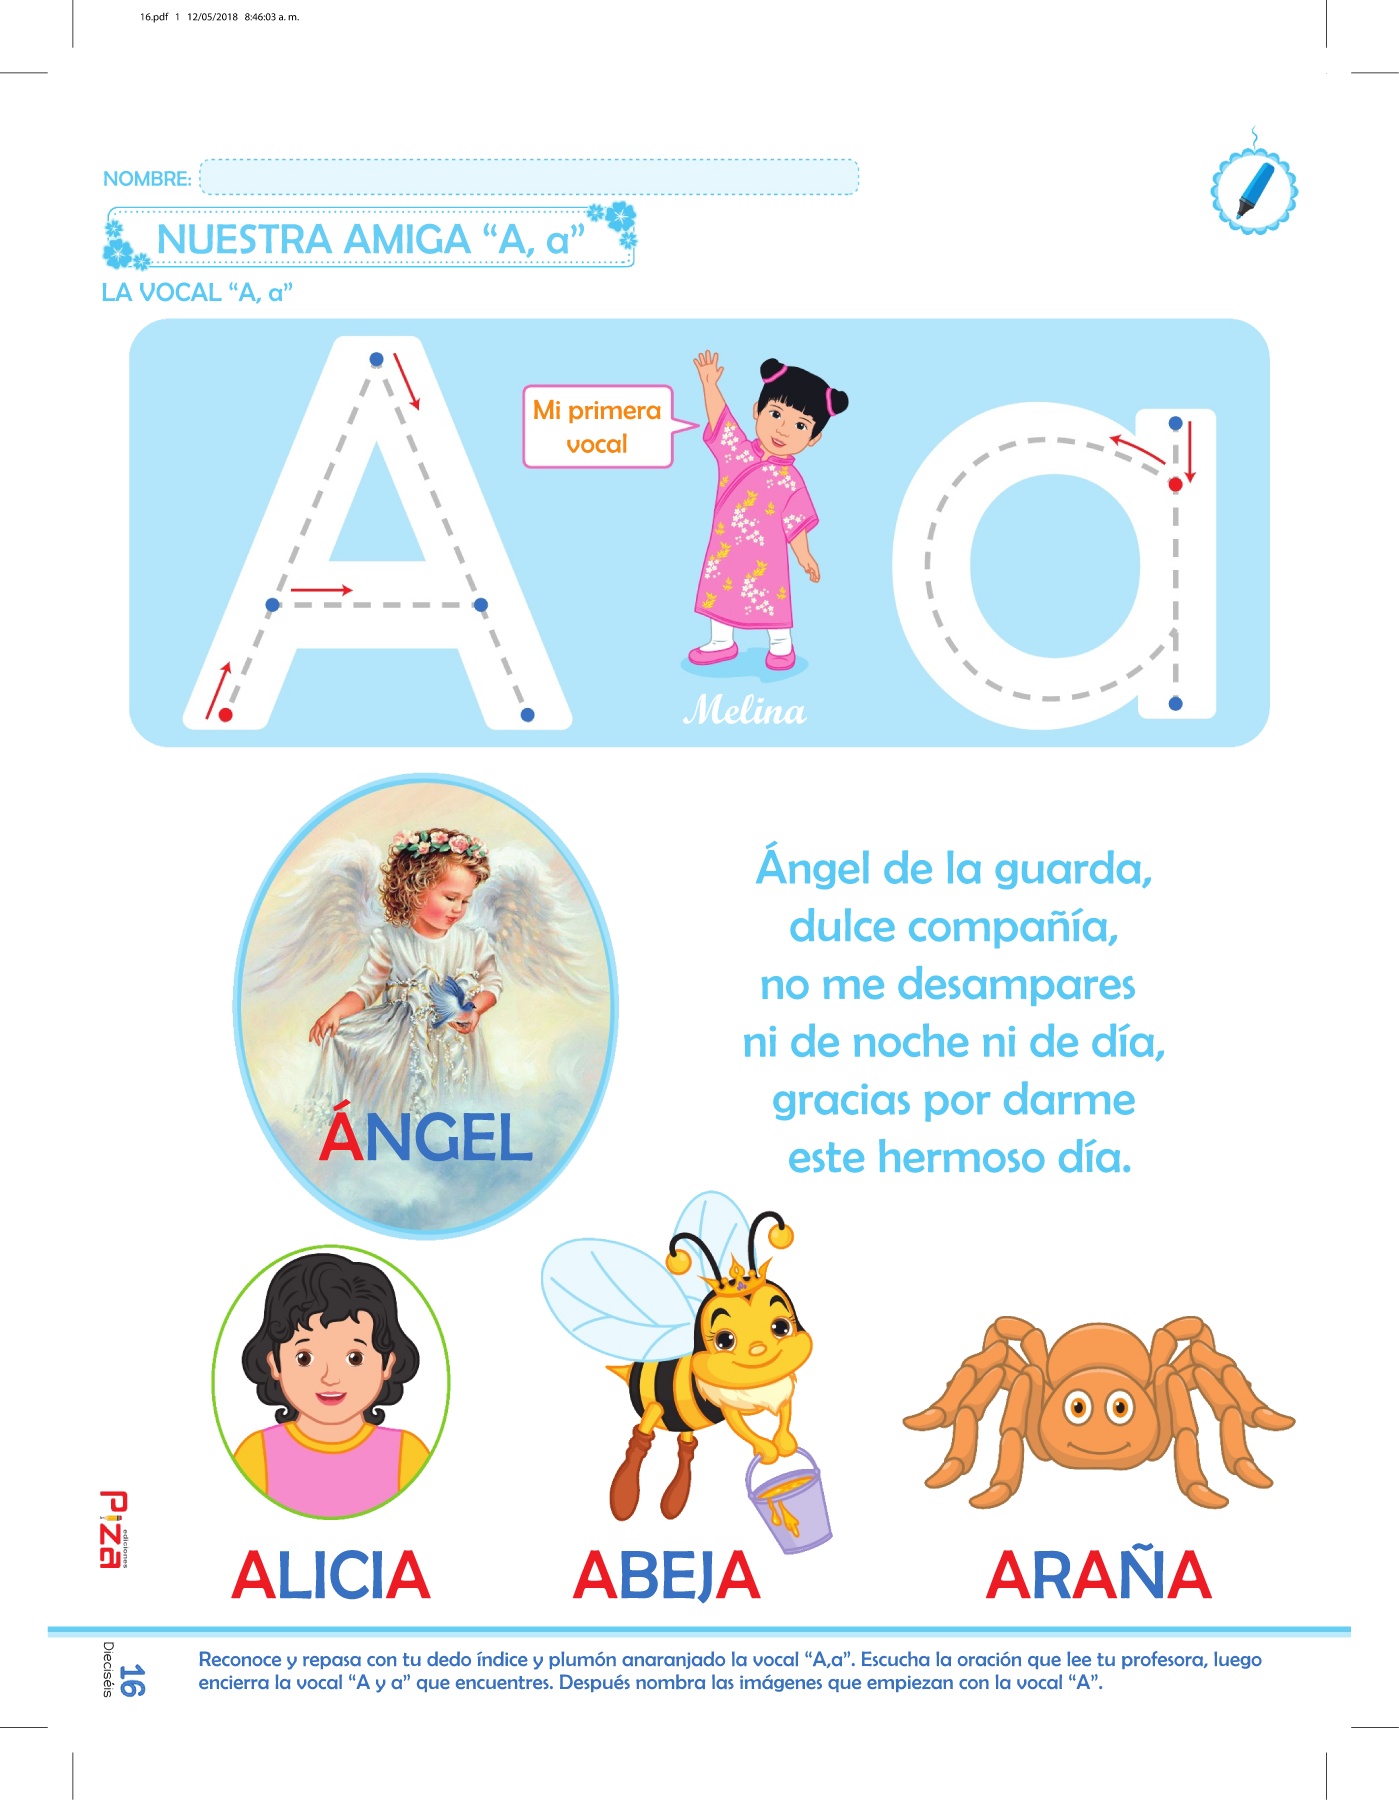 16.pdf 1 12/05/2018 8:46:03 a. m.
NOMBRE:
NUESTRA AMIGA “A, a”
LA VOCAL “A, a”
A
Mi primera
vocal
Melina
a
ÁNGEL
Ángel de la guarda,
dulce compañía,
no me desampares
ni de noche ni de día,
gracias por darme
este hermoso día.
ALICIA
ABEJA
ARAÑA
Piza
ediciones
16
Dieciséis
Reconoce y repasa con tu dedo índice y plumón anaranjado la vocal “A,a”. Escucha la oración que lee tu profesora, luego
encierra la vocal “A y a” que encuentres. Después nombra las imágenes que empiezan con la vocal “A”.